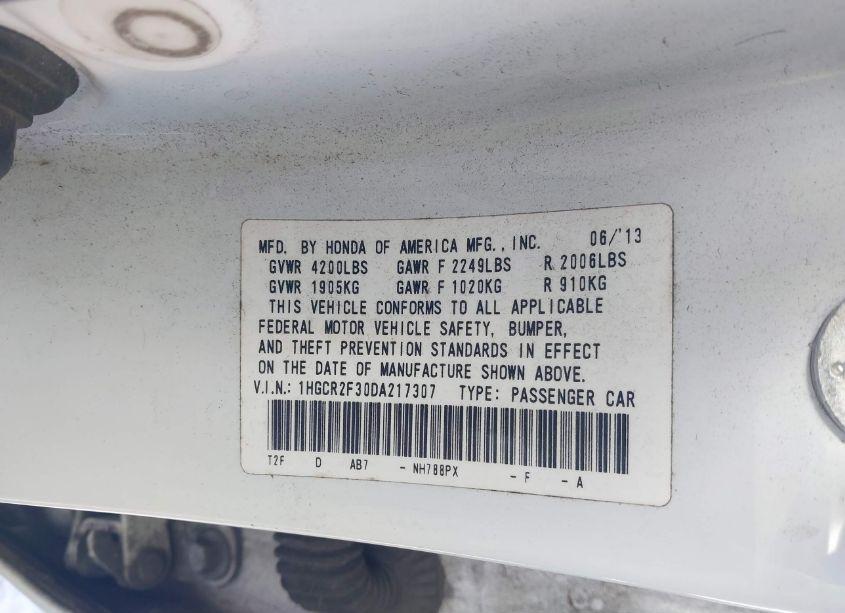 MFD. BY HONDA OF AMERICA MFG., INC. 06/'13
GVWR 4200LBS GAWR F 2249LBS R 2006LBS
GVWR 1905KG GAWR F 1020KG R 910KG
THIS VEHICLE CONFORMS TO ALL APPLICABLE
FEDERAL MOTOR VEHICLE SAFETY, BUMPER,
AND THEFT PREVENTION STANDARDS IN EFFECT
ON THE DATE OF MANUFACTURE SHOWN ABOVE.
V.I.N.: 1HGCR2F30DA217307 TYPE: PASSENGER CAR
T2F D AB7 - NH788PX - F - A